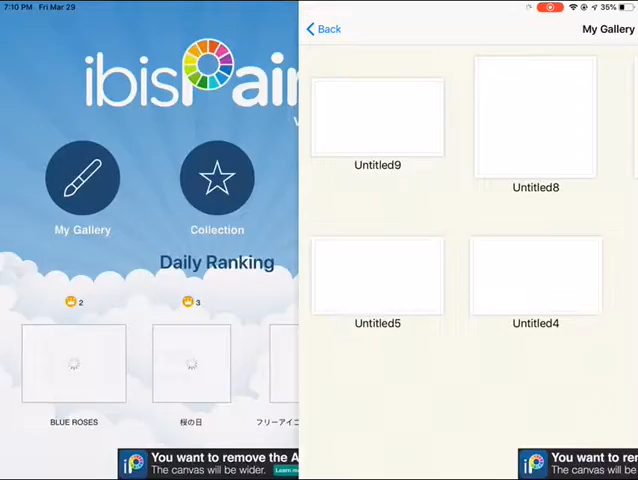 7:10 PM Fri Mar 29
35%
ibisPain
My Gallery
Collection
Daily Ranking
2
3
BLUE ROSES
桜の日
フリーアイコ
You want to remove the A
The canvas will be wider.
Back
My Gallery
Untitled9
Untitled8
Untitled5
Untitled4
You want to rem
The canvas will be